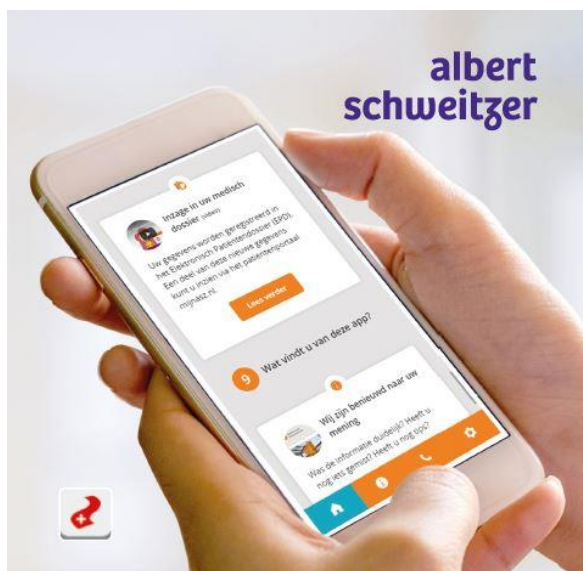 albert
schweitzer
Inzage in uw medisch
dossier (video)
Uw gegevens worden geregistreerd in
het Elektronisch Patiëntendossier (EPD).
Een deel van deze nieuwe gegevens
kunt u inzien via het patiëntenportaal
mijnasz.nl.
Lees verder
9 Wat vindt u van deze app?
Wij zijn benieuwd naar uw
mening
Was de informatie duidelijk? Heeft u
nog iets gemist? Heeft u nog tips?